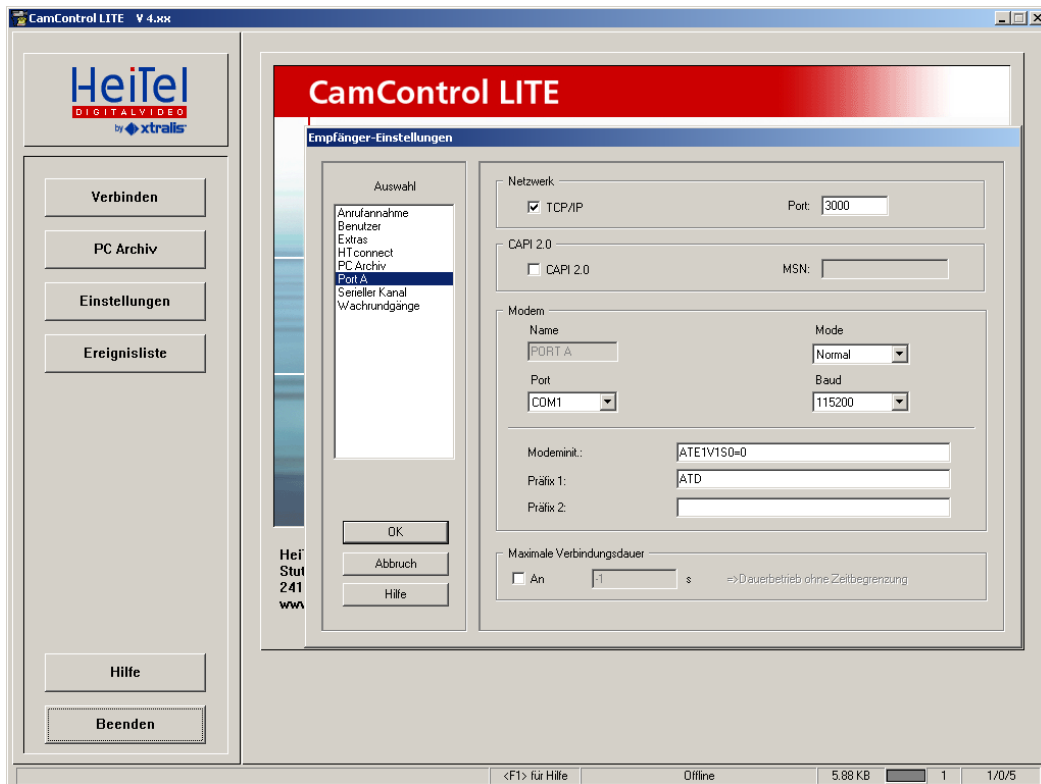 CamControl LITE V 4.xx
HeiTel
DIGITALVIDEO
by xtralis
Verbinden
PC Archiv
Einstellungen
Ereignisliste
Hilfe
Beenden
CamControl LITE
Empfänger-Einstellungen
Auswahl
Anrufannahme
Benutzer
Extras
HTconnect
PC Archiv
Port A
Serieller Kanal
Wachrundgänge
OK
Abbruch
Hilfe
Netzwerk
TCP/IP
Port: 3000
CAPI 2.0
CAPI 2.0
MSN:
Modem
Name
Mode
PORT A
Normal
Port
Baud
COM1
115200
Modeminit.: ATE1V1S0=0
Präfix 1: ATD
Präfix 2:
Maximale Verbindungsdauer
An -1 s =>Dauerbetrieb ohne Zeitbegrenzung
241
www
<F1> für Hilfe Offline 5.88 KB 1 1/0/5